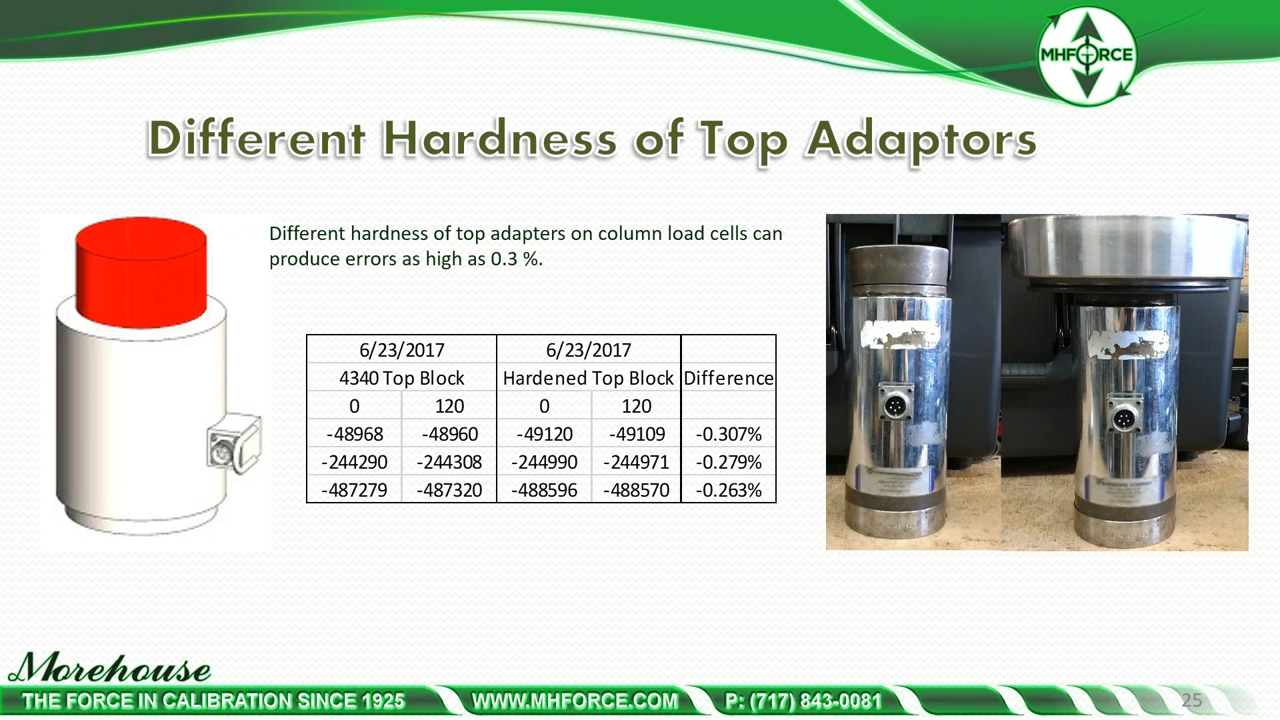 MHFORCE
Different Hardness of Top Adaptors
Different hardness of top adapters on column load cells can
produce errors as high as 0.3 %.
6/23/2017 6/23/2017
4340 Top Block Hardened Top Block Difference
0 120 0 120
-48968 -48960 -49120 -49109 -0.307%
-244290 -244308 -244990 -244971 -0.279%
-487279 -487320 -488596 -488570 -0.263%
Morehouse
THE FORCE IN CALIBRATION SINCE 1925 WWW.MHFORCE.COM P: (717) 843-0081 25